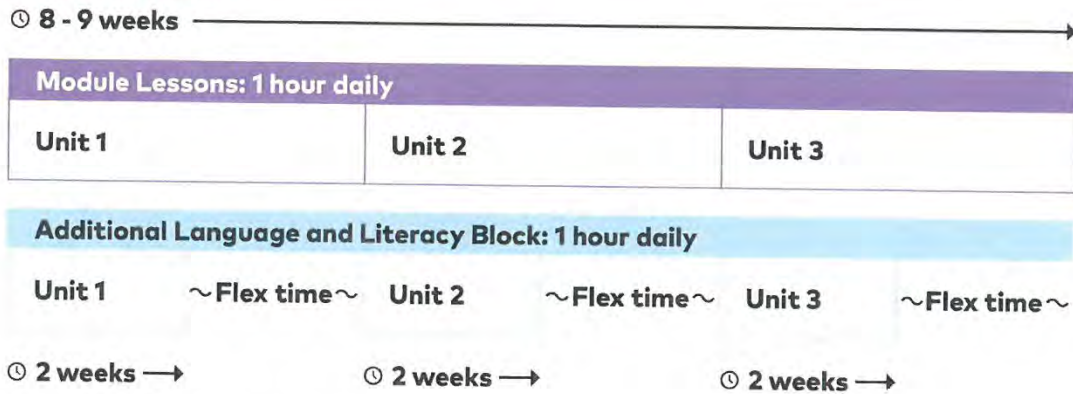 8 - 9 weeks
Module Lessons: 1 hour daily
Unit 1 Unit 2 Unit 3
Additional Language and Literacy Block: 1 hour daily
Unit 1 ~Flex time~ Unit 2 ~Flex time~ Unit 3 ~Flex time~
2 weeks 2 weeks 2 weeks